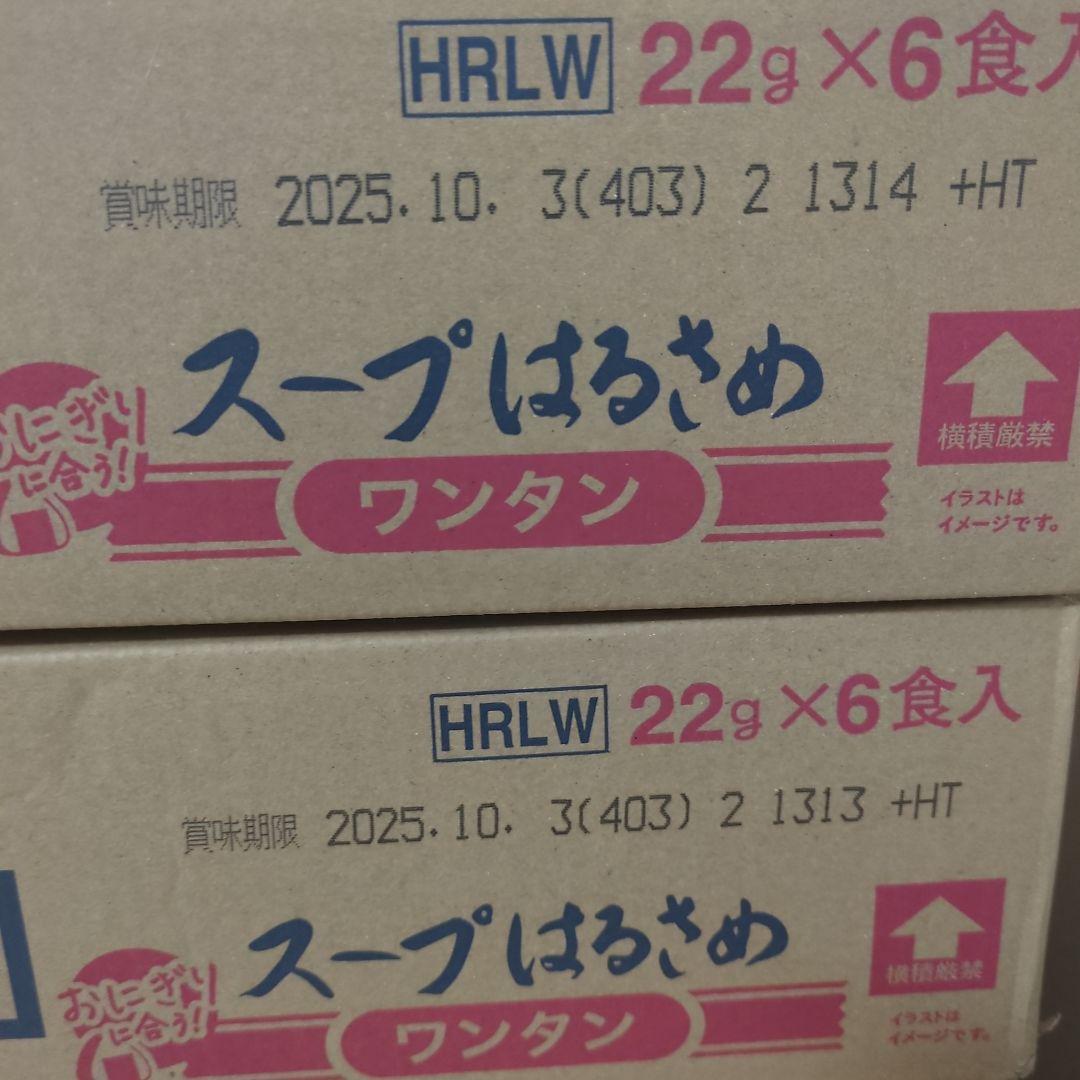 HRLW 22g×6食入
賞味期限 2025.10. 3(403) 2 1314 +HT
スープはるさめ
おにぎり
に合う!
ワンタン
横積厳禁
イラストは
イメージです。
HRLW 22g×6食入
賞味期限 2025.10. 3(403) 2 1313 +HT
スープはるさめ
おにぎり
に合う!
ワンタン
横積厳禁
イラストは
イメージです。